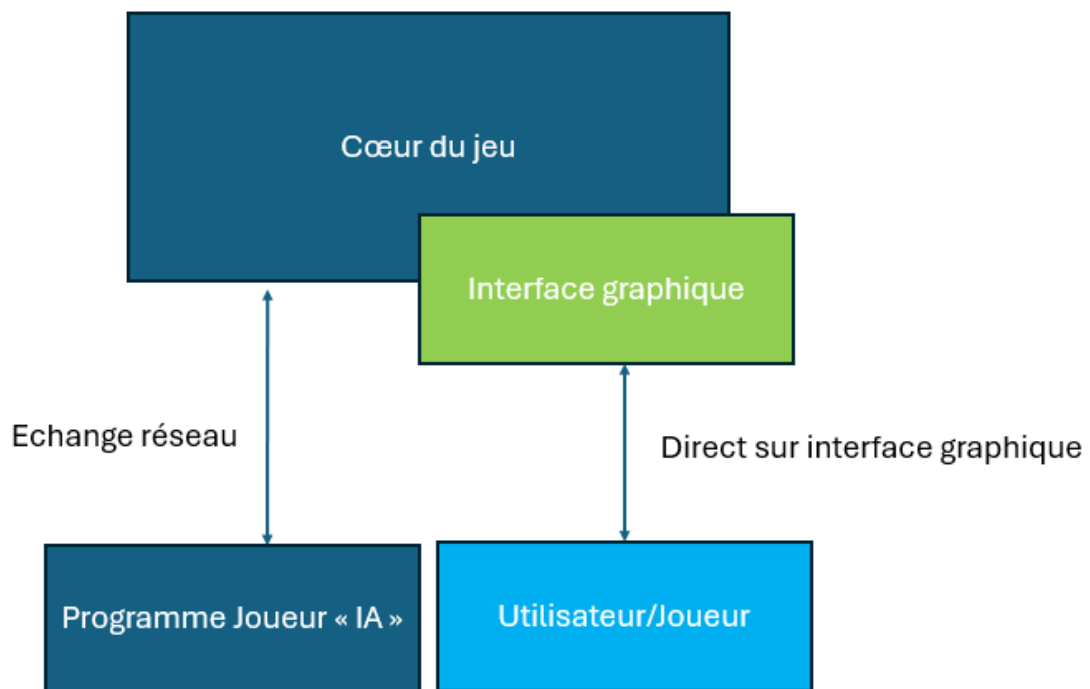 Cœur du jeu
Interface graphique
Echange réseau
Direct sur interface graphique
Programme Joueur « IA »
Utilisateur/Joueur